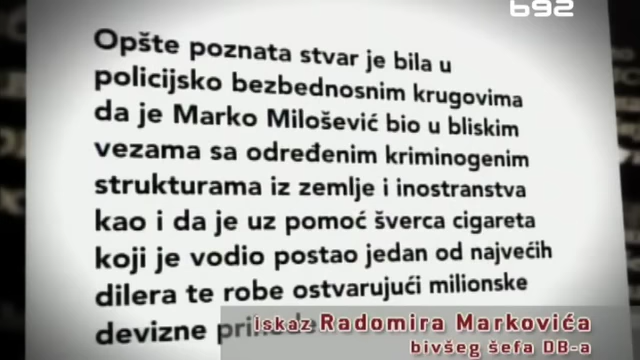 B92
Opšte poznata stvar je bila u
policijsko bezbednosnim krugovima
da je Marko Milošević bio u bliskim
vezama sa određenim kriminogenim
strukturama iz zemlje i inostranstva
kao i da je uz pomoć šverca cigareta
koji je vodio postao jedan od najvećih
dilera te robe ostvarujući milionske
devizne
Iskaz Radomira Markovića
bivšeg šefa DB-a